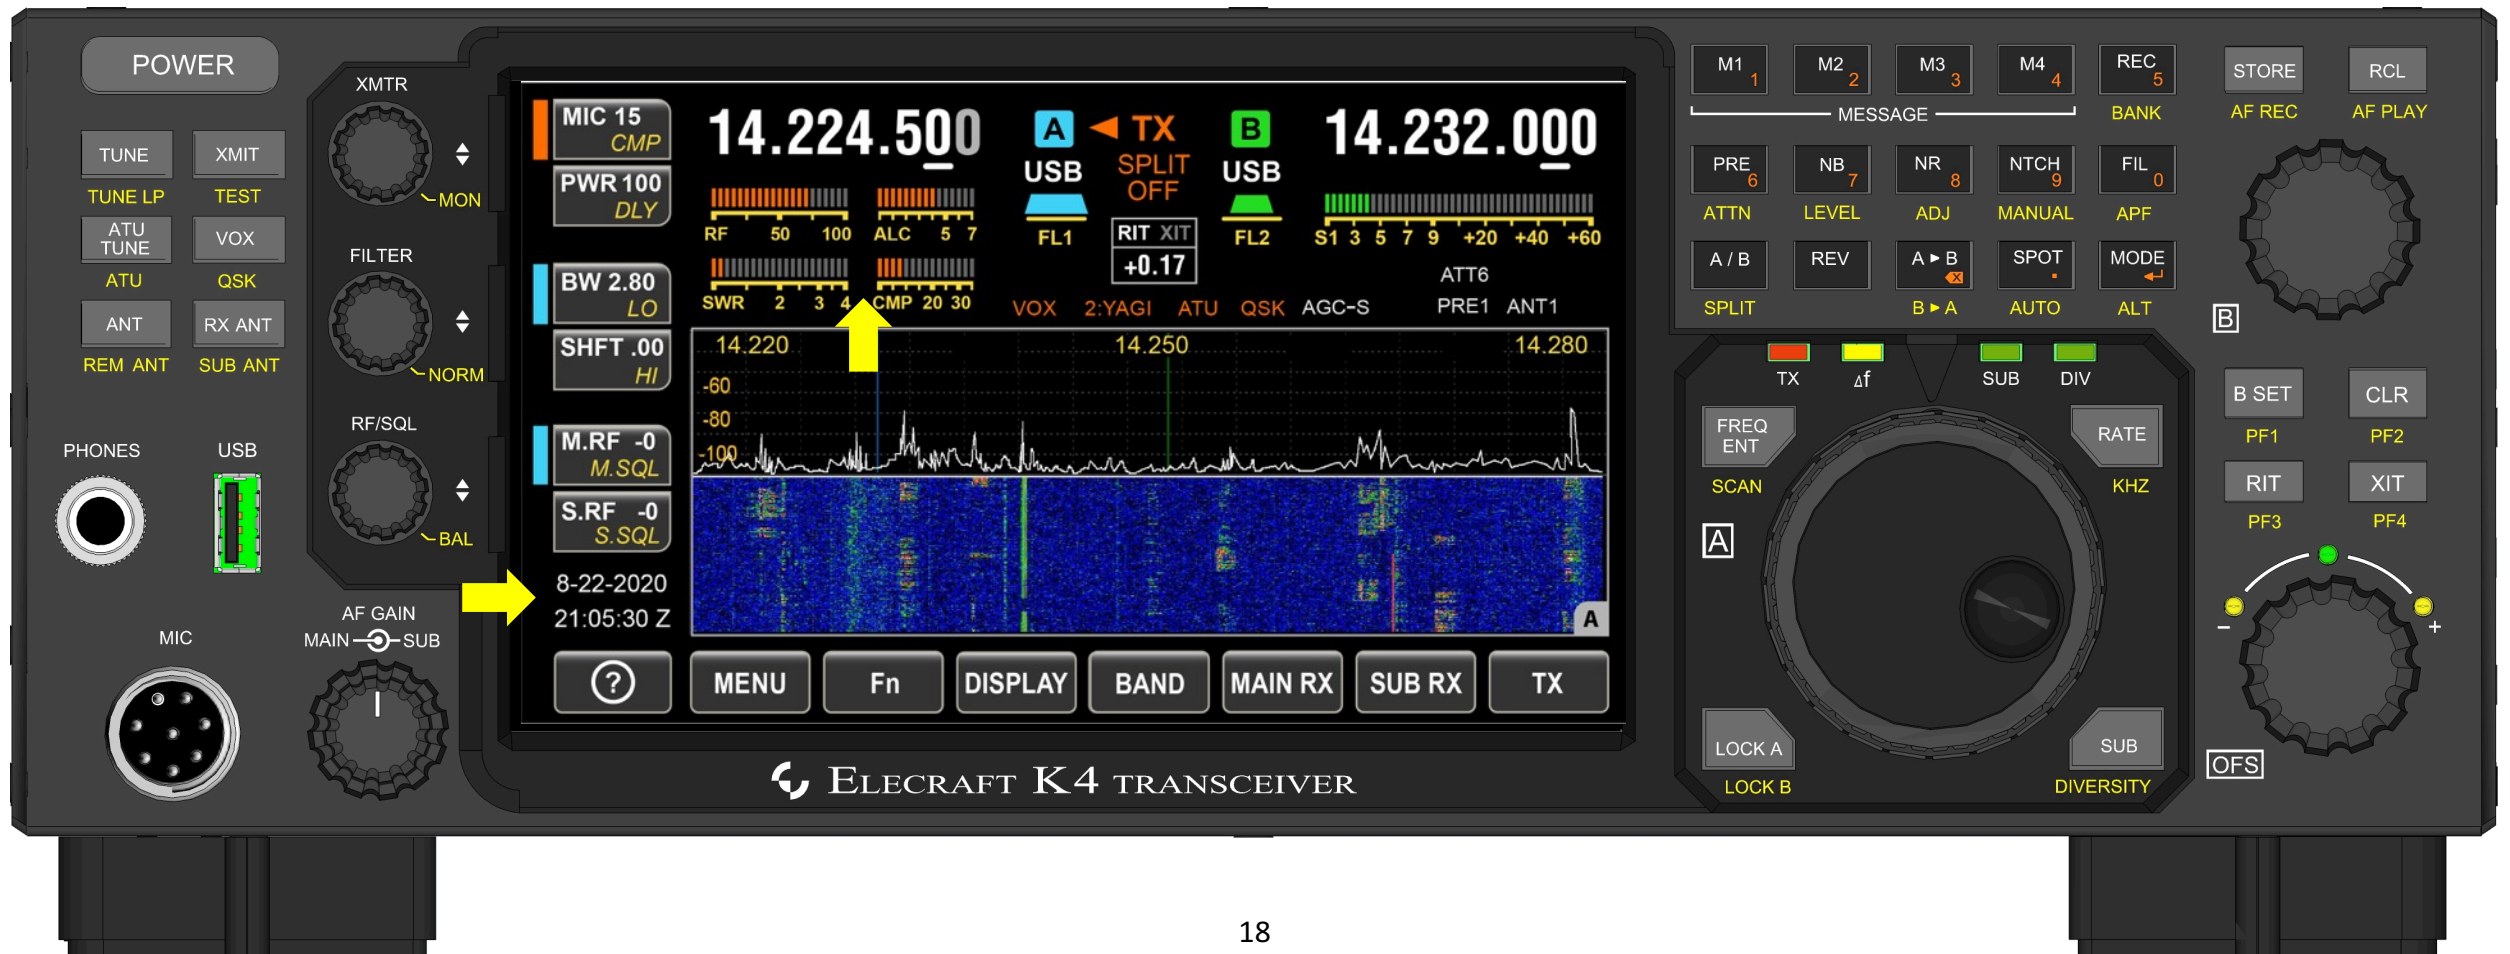 POWER
TUNE XMIT
TUNE LP TEST
ATU TUNE VOX
ATU QSK
ANT RX ANT
REM ANT SUB ANT
PHONES USB
MIC
XMTR
MON
FILTER
NORM
RF/SQL
BAL
AF GAIN
MAIN SUB
MIC 15
CMP
PWR 100
DLY
BW 2.80
LO
SHFT .00
HI
M.RF -0
M.SQL
S.RF -0
S.SQL
8-22-2020
21:05:30 Z
14.224.500
A TX B
USB SPLIT OFF USB
14.232.000
RF 50 100 ALC 5 7
FL1 RIT XIT FL2
+0.17
S1 3 5 7 9 +20 +40 +60
SWR 2 3 4 CMP 20 30
ATT6
VOX 2:YAGI ATU QSK AGC-S PRE1 ANT1
14.220 14.250 14.280
-60
-80
-100
A
? MENU Fn DISPLAY BAND MAIN RX SUB RX TX
ELECRAFT K4 TRANSCEIVER
M1 1 M2 2 M3 3 M4 4 REC 5
MESSAGE BANK
PRE 6 NB 7 NR 8 NTCH 9 FIL 0
ATTN LEVEL ADJ MANUAL APF
A / B REV A ▸ B SPOT . MODE
SPLIT B ▸ A AUTO ALT
TX Δf SUB DIV
FREQ ENT RATE
SCAN KHZ
A
LOCK A SUB
LOCK B DIVERSITY
STORE RCL
AF REC AF PLAY
B
B SET CLR
PF1 PF2
RIT XIT
PF3 PF4
− +
OFS
18